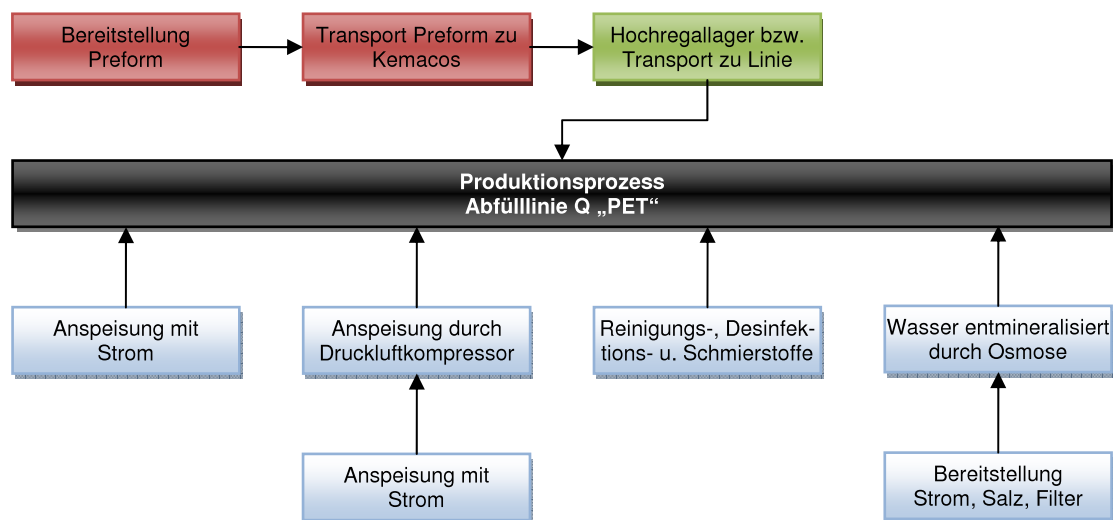 Bereitstellung
Preform
Transport Preform zu
Kemacos
Hochregallager bzw.
Transport zu Linie
Produktionsprozess
Abfülllinie Q „PET“
Anspeisung mit
Strom
Anspeisung durch
Druckluftkompressor
Reinigungs-, Desinfek-
tions- u. Schmierstoffe
Wasser entmineralisiert
durch Osmose
Anspeisung mit
Strom
Bereitstellung
Strom, Salz, Filter